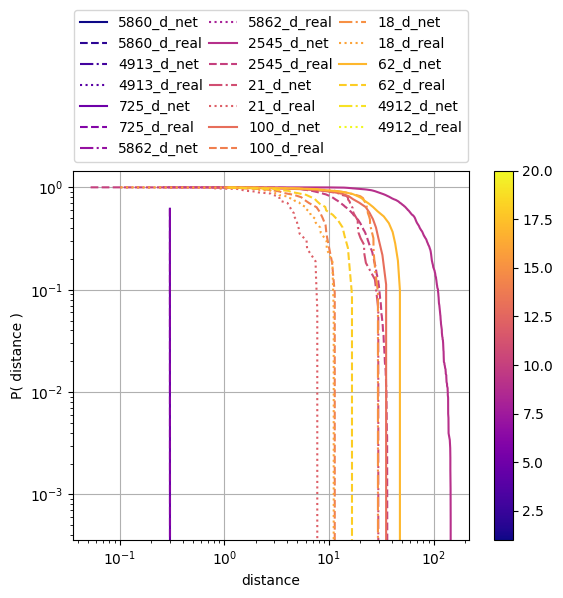 5860_d_net 5862_d_real 18_d_net
5860_d_real 2545_d_net 18_d_real
4913_d_net 2545_d_real 62_d_net
4913_d_real 21_d_net 62_d_real
725_d_net 21_d_real 4912_d_net
725_d_real 100_d_net 4912_d_real
5862_d_net 100_d_real
10⁰
10⁻¹
10⁻²
10⁻³
P( distance )
10⁻¹ 10⁰ 10¹ 10²
distance
20.0
17.5
15.0
12.5
10.0
7.5
5.0
2.5